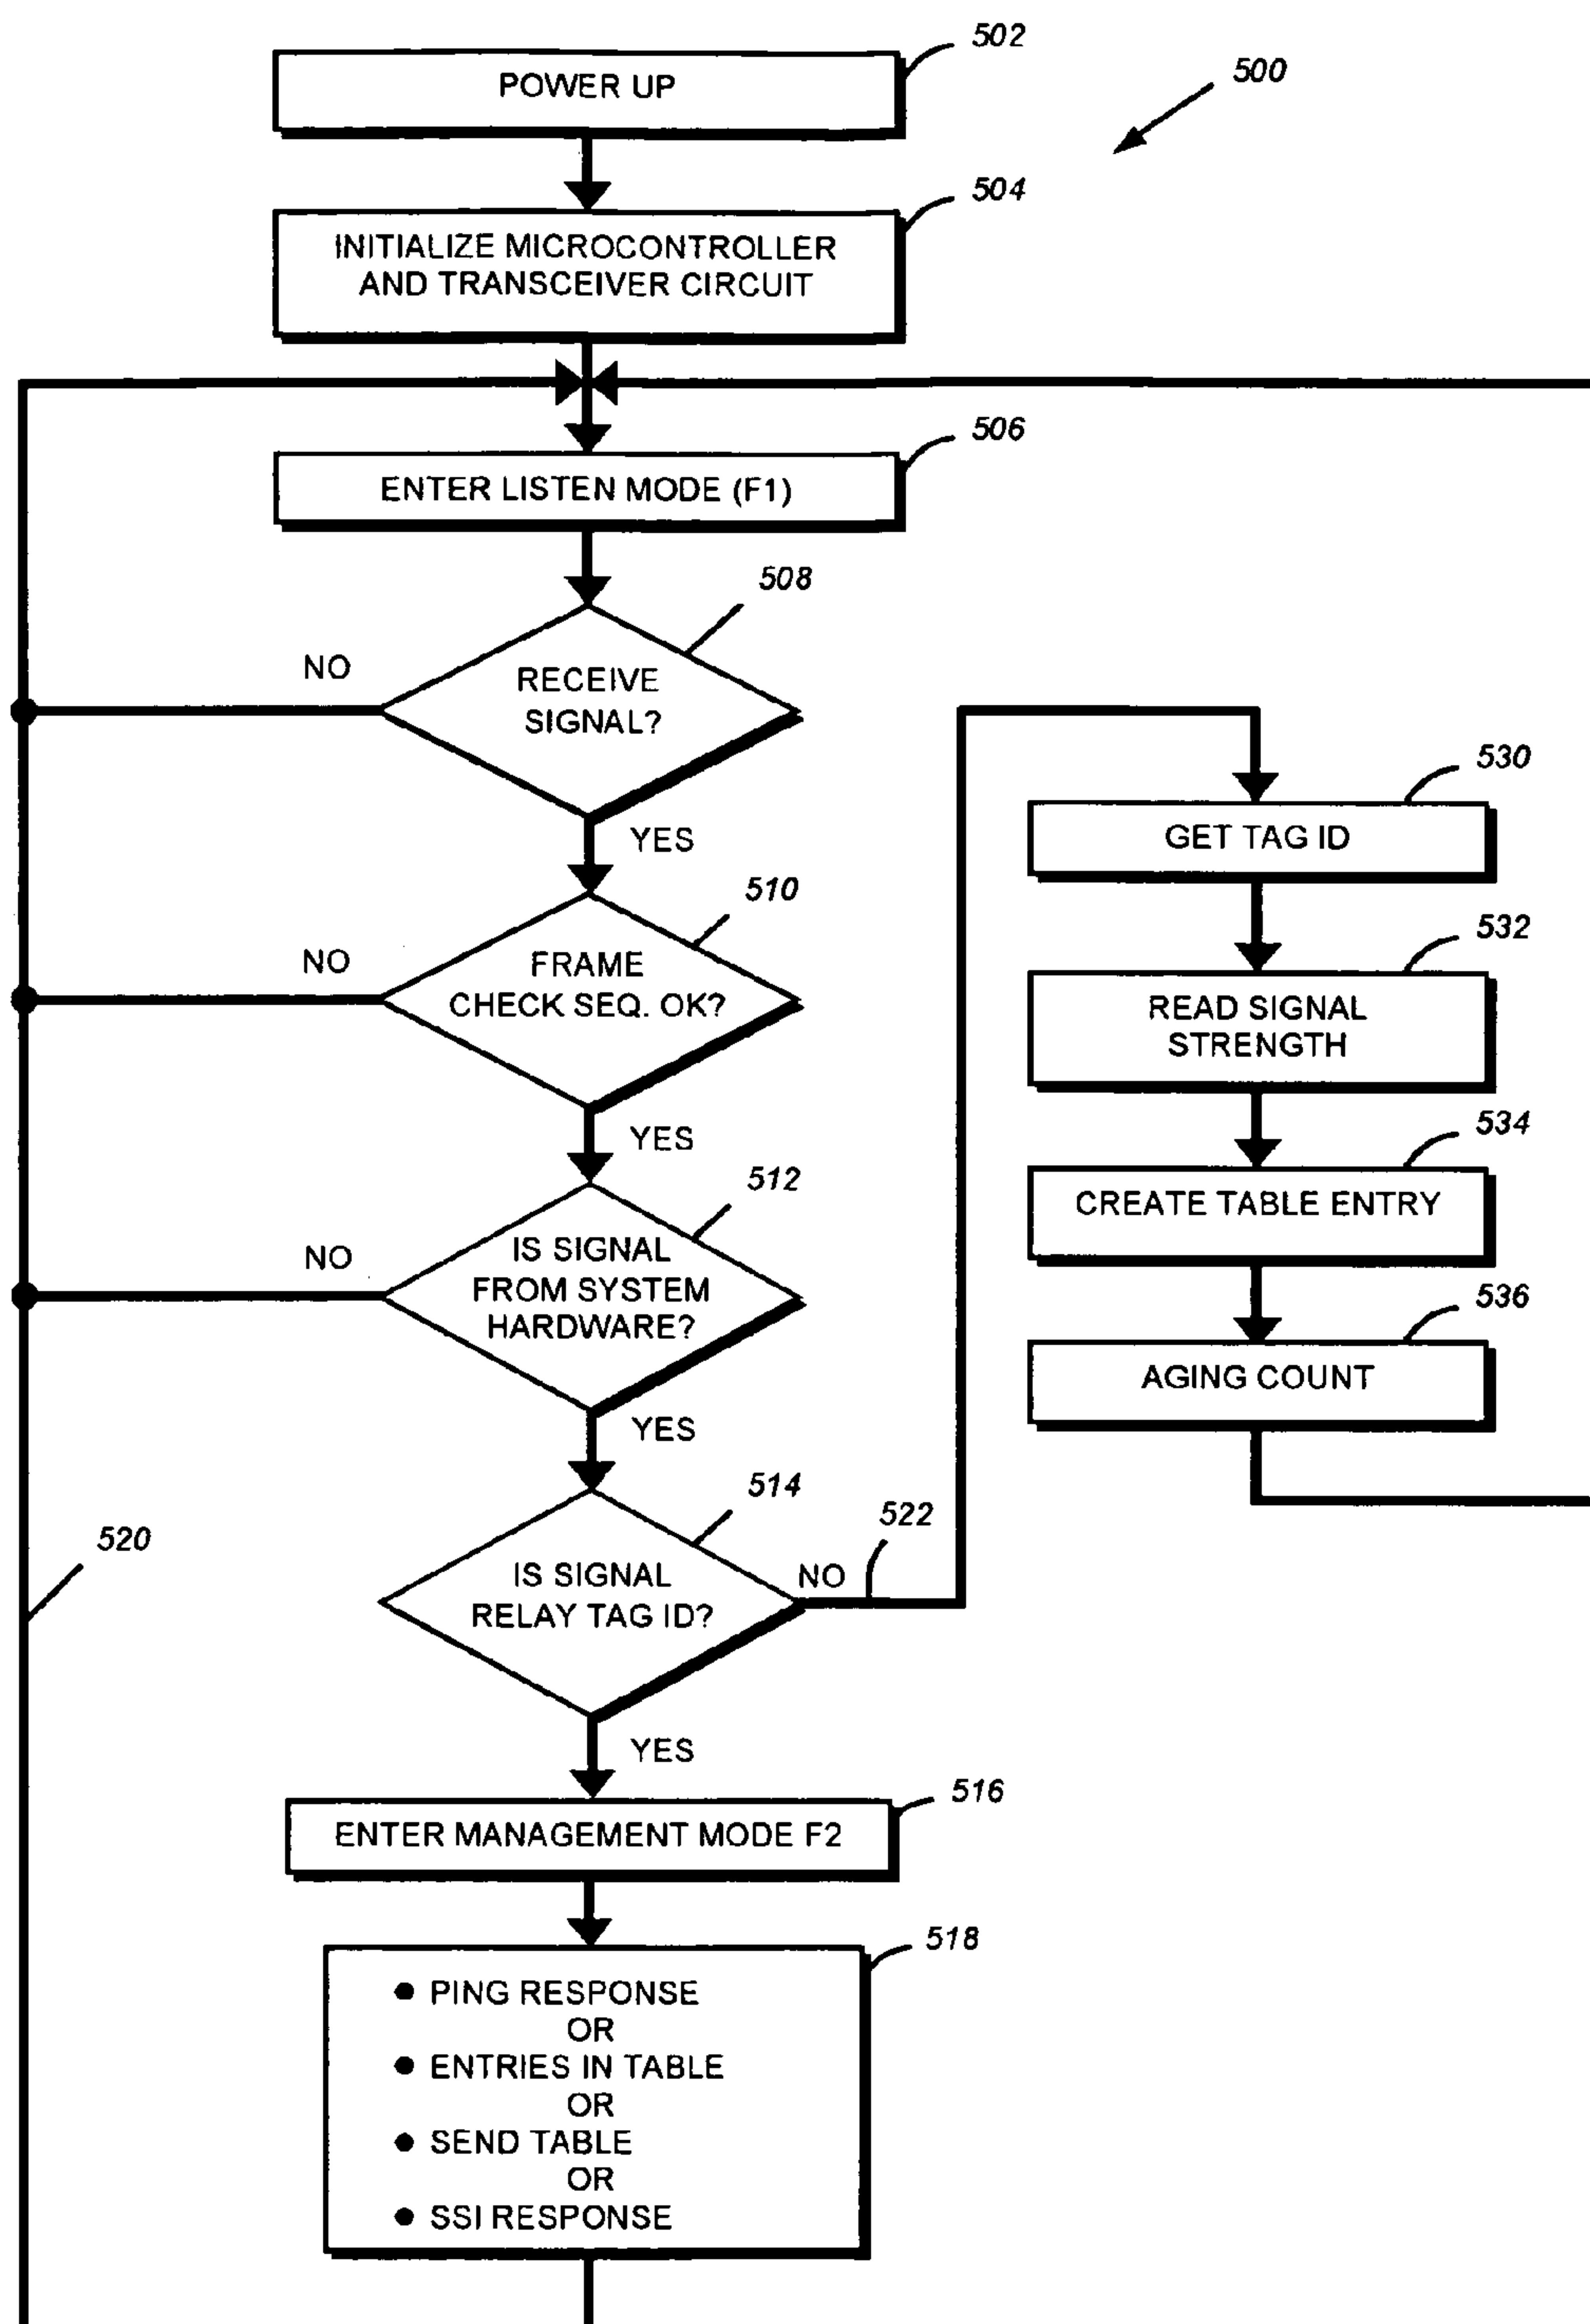 502
POWER UP
500
504
INITIALIZE MICROCONTROLLER
AND TRANSCEIVER CIRCUIT
506
ENTER LISTEN MODE (F1)
508
NO
RECEIVE
SIGNAL?
YES
510
NO
FRAME
CHECK SEQ. OK?
YES
512
NO
IS SIGNAL
FROM SYSTEM
HARDWARE?
YES
514
IS SIGNAL
RELAY TAG ID?
NO
522
520
YES
516
ENTER MANAGEMENT MODE F2
518
● PING RESPONSE
OR
● ENTRIES IN TABLE
OR
● SEND TABLE
OR
● SSI RESPONSE
530
GET TAG ID
532
READ SIGNAL
STRENGTH
534
CREATE TABLE ENTRY
536
AGING COUNT